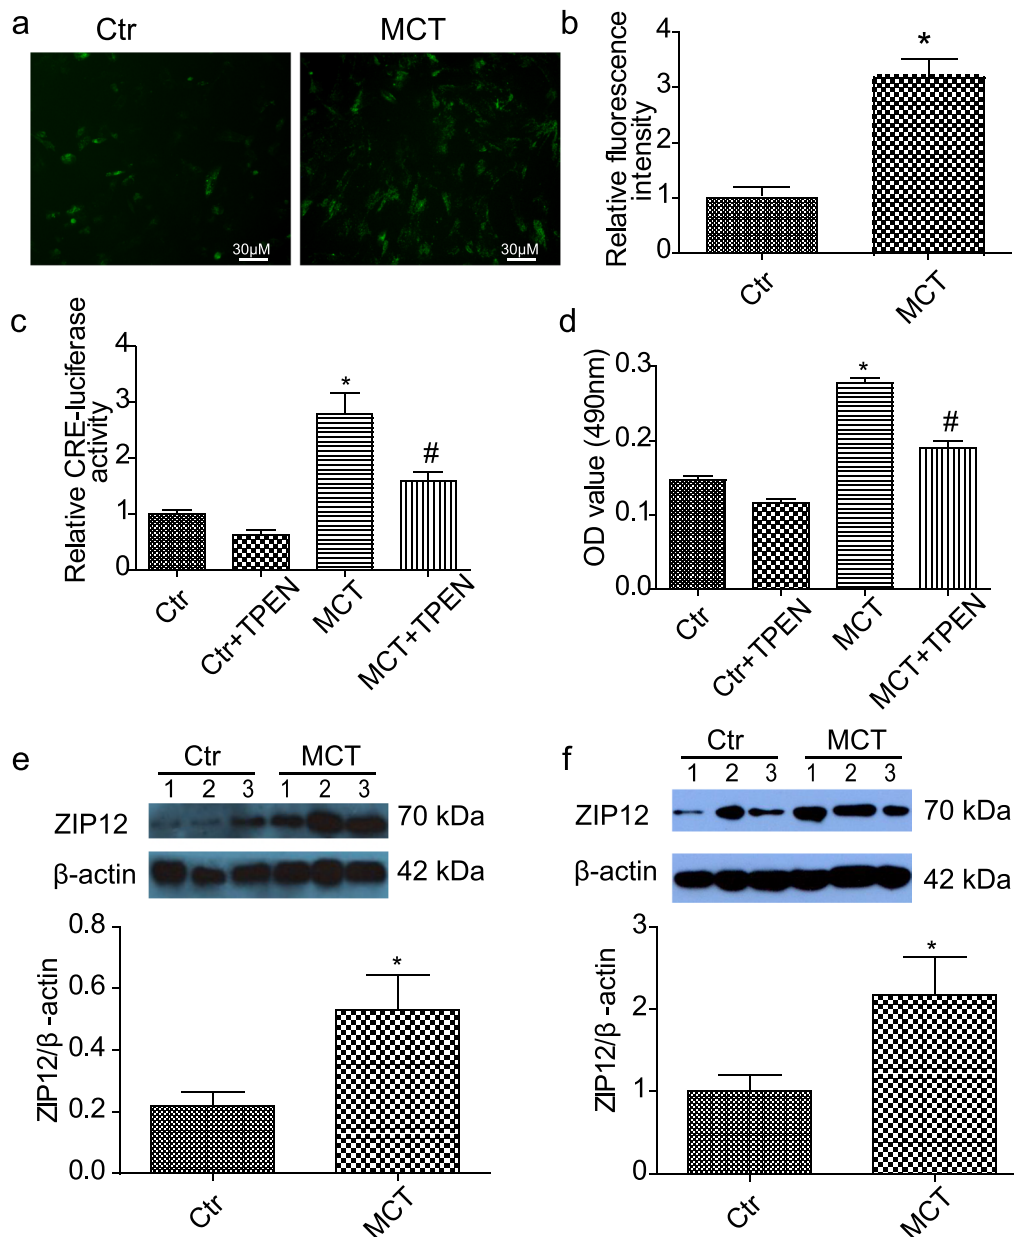 a
Ctr
MCT
30µM
30µM
b
Relative fluorescence
intensity
4
3
2
1
0
*
Ctr
MCT
c
Relative CRE-luciferase
activity
4
3
2
1
0
*
#
Ctr
Ctr+TPEN
MCT
MCT+TPEN
d
OD value (490nm)
0.3
0.2
0.1
0.0
*
#
Ctr
Ctr+TPEN
MCT
MCT+TPEN
e
Ctr
MCT
1 2 3 1 2 3
ZIP12
70 kDa
β-actin
42 kDa
ZIP12/β -actin
0.8
0.6
0.4
0.2
0.0
*
Ctr
MCT
f
Ctr
MCT
1 2 3 1 2 3
ZIP12
70 kDa
β-actin
42 kDa
ZIP12/β -actin
3
2
1
0
*
Ctr
MCT